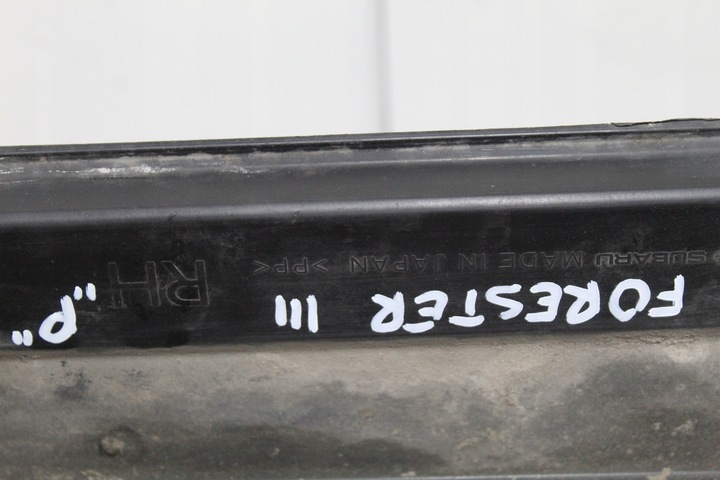 FORESTER III "P"
SUBARU MADE IN JAPAN >PP< RH